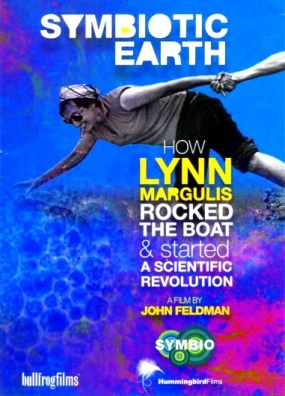 SYMBIOTIC
EARTH
HOW
LYNN
MARGULIS
ROCKED
THE BOAT
& started
A SCIENTIFIC
REVOLUTION
A FILM BY
JOHN FELDMAN
SYMBIO
bullfrogfilms®
HummingbirdFilms